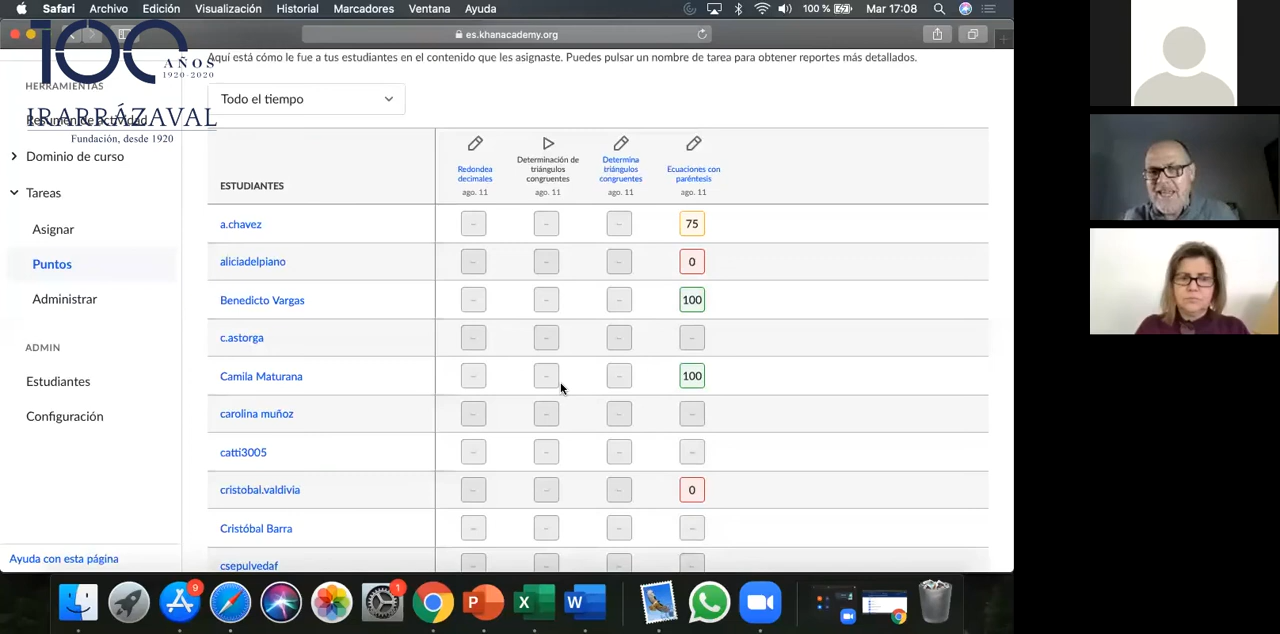 Safari Archivo Edición Visualización Historial Marcadores Ventana Ayuda 100 % Mar 17:08
es.khanacademy.org
100
AÑOS
1920-2020
IRARRÁZAVAL
Fundación, desde 1920
Aquí está cómo le fue a tus estudiantes en el contenido que les asignaste. Puedes pulsar un nombre de tarea para obtener reportes más detallados.
HERRAMIENTAS
Resumen de actividad
Dominio de curso
Tareas
Asignar
Puntos
Administrar
ADMIN
Estudiantes
Configuración
Ayuda con esta página
Todo el tiempo
ESTUDIANTES
Redondea
decimales
ago. 11
Determinación de
triángulos
congruentes
ago. 11
Determina
triángulos
congruentes
ago. 11
Ecuaciones con
paréntesis
ago. 11
a.chavez – – – 75
aliciadelpiano – – – 0
Benedicto Vargas – – – 100
c.astorga – – – –
Camila Maturana – – – 100
carolina muñoz – – – –
catti3005 – – – –
cristobal.valdivia – – – 0
Cristóbal Barra – – – –
csepulvedaf – – – –
9
1
P
X
W